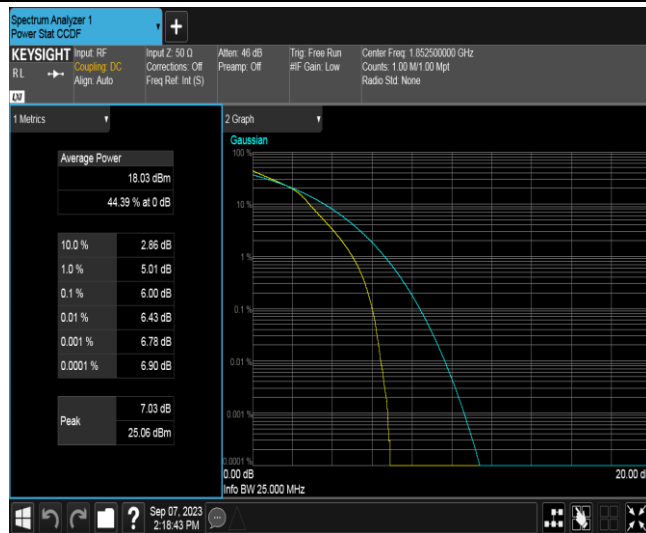 Spectrum Analyzer 1
Power Stat CCDF
+
KEYSIGHT
RL
LXI
Input: RF
Coupling: DC
Align: Auto
Input Z: 50 Ω
Corrections: Off
Freq Ref: Int (S)
Atten: 46 dB
Preamp: Off
Trig: Free Run
#IF Gain: Low
Center Freq: 1.852500000 GHz
Counts: 1.00 M/1.00 Mpt
Radio Std: None
1 Metrics
Average Power
18.03 dBm
44.39 % at 0 dB
10.0 % 2.86 dB
1.0 % 5.01 dB
0.1 % 6.00 dB
0.01 % 6.43 dB
0.001 % 6.78 dB
0.0001 % 6.90 dB
Peak
7.03 dB
25.06 dBm
2 Graph
Gaussian
100 %
10 %
1 %
0.1 %
0.01 %
0.001 %
0.0001 %
0.00 dB
20.00 d
Info BW 25.000 MHz
?
Sep 07, 2023
2:18:43 PM